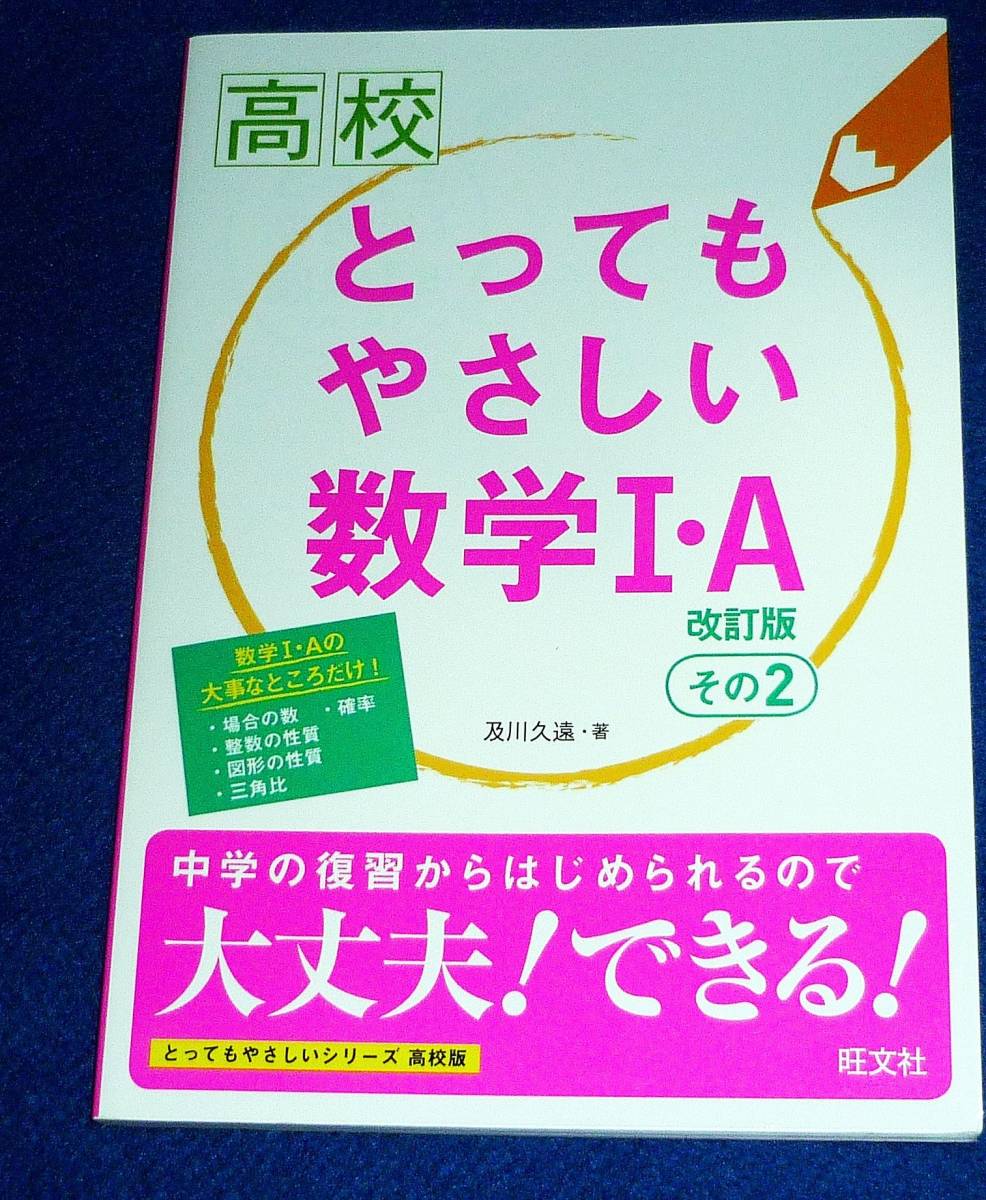 高校
とっても
やさしい
数学I・A
改訂版
その2
数学I・Aの
大事なところだけ!
・場合の数 ・確率
・整数の性質
・図形の性質
・三角比
及川久遠・著
中学の復習からはじめられるので
大丈夫!できる!
とってもやさしいシリーズ 高校版
旺文社